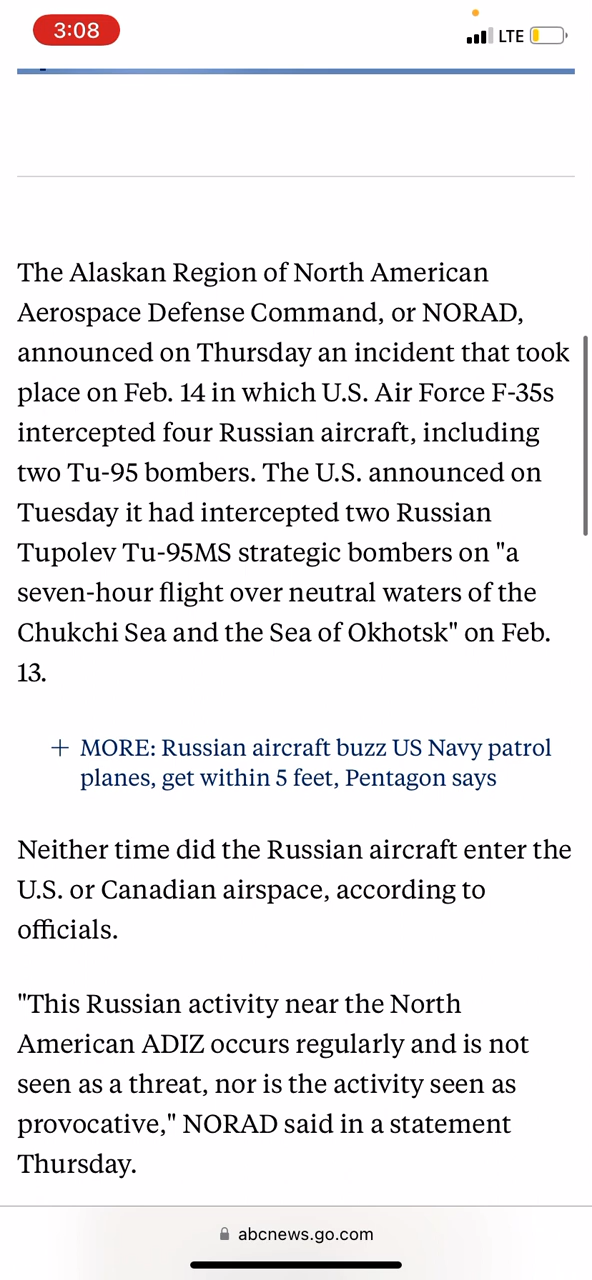 3:08
LTE
The Alaskan Region of North American
Aerospace Defense Command, or NORAD,
announced on Thursday an incident that took
place on Feb. 14 in which U.S. Air Force F-35s
intercepted four Russian aircraft, including
two Tu-95 bombers. The U.S. announced on
Tuesday it had intercepted two Russian
Tupolev Tu-95MS strategic bombers on "a
seven-hour flight over neutral waters of the
Chukchi Sea and the Sea of Okhotsk" on Feb.
13.
+ MORE: Russian aircraft buzz US Navy patrol
planes, get within 5 feet, Pentagon says
Neither time did the Russian aircraft enter the
U.S. or Canadian airspace, according to
officials.
"This Russian activity near the North
American ADIZ occurs regularly and is not
seen as a threat, nor is the activity seen as
provocative," NORAD said in a statement
Thursday.
abcnews.go.com